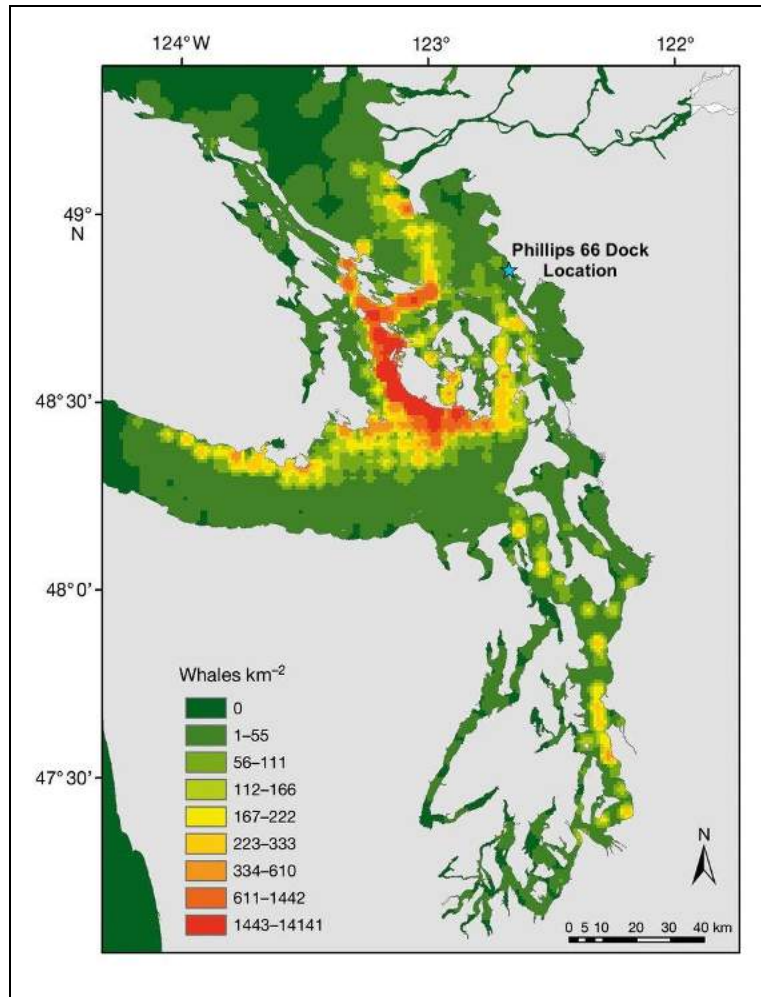 124°W 123° 122°
49°
N
Phillips 66 Dock
Location
48°30'
48°0'
47°30'
Whales km–2
0
1–55
56–111
112–166
167–222
223–333
334–610
611–1442
1443–14141
N
0 5 10 20 30 40 km